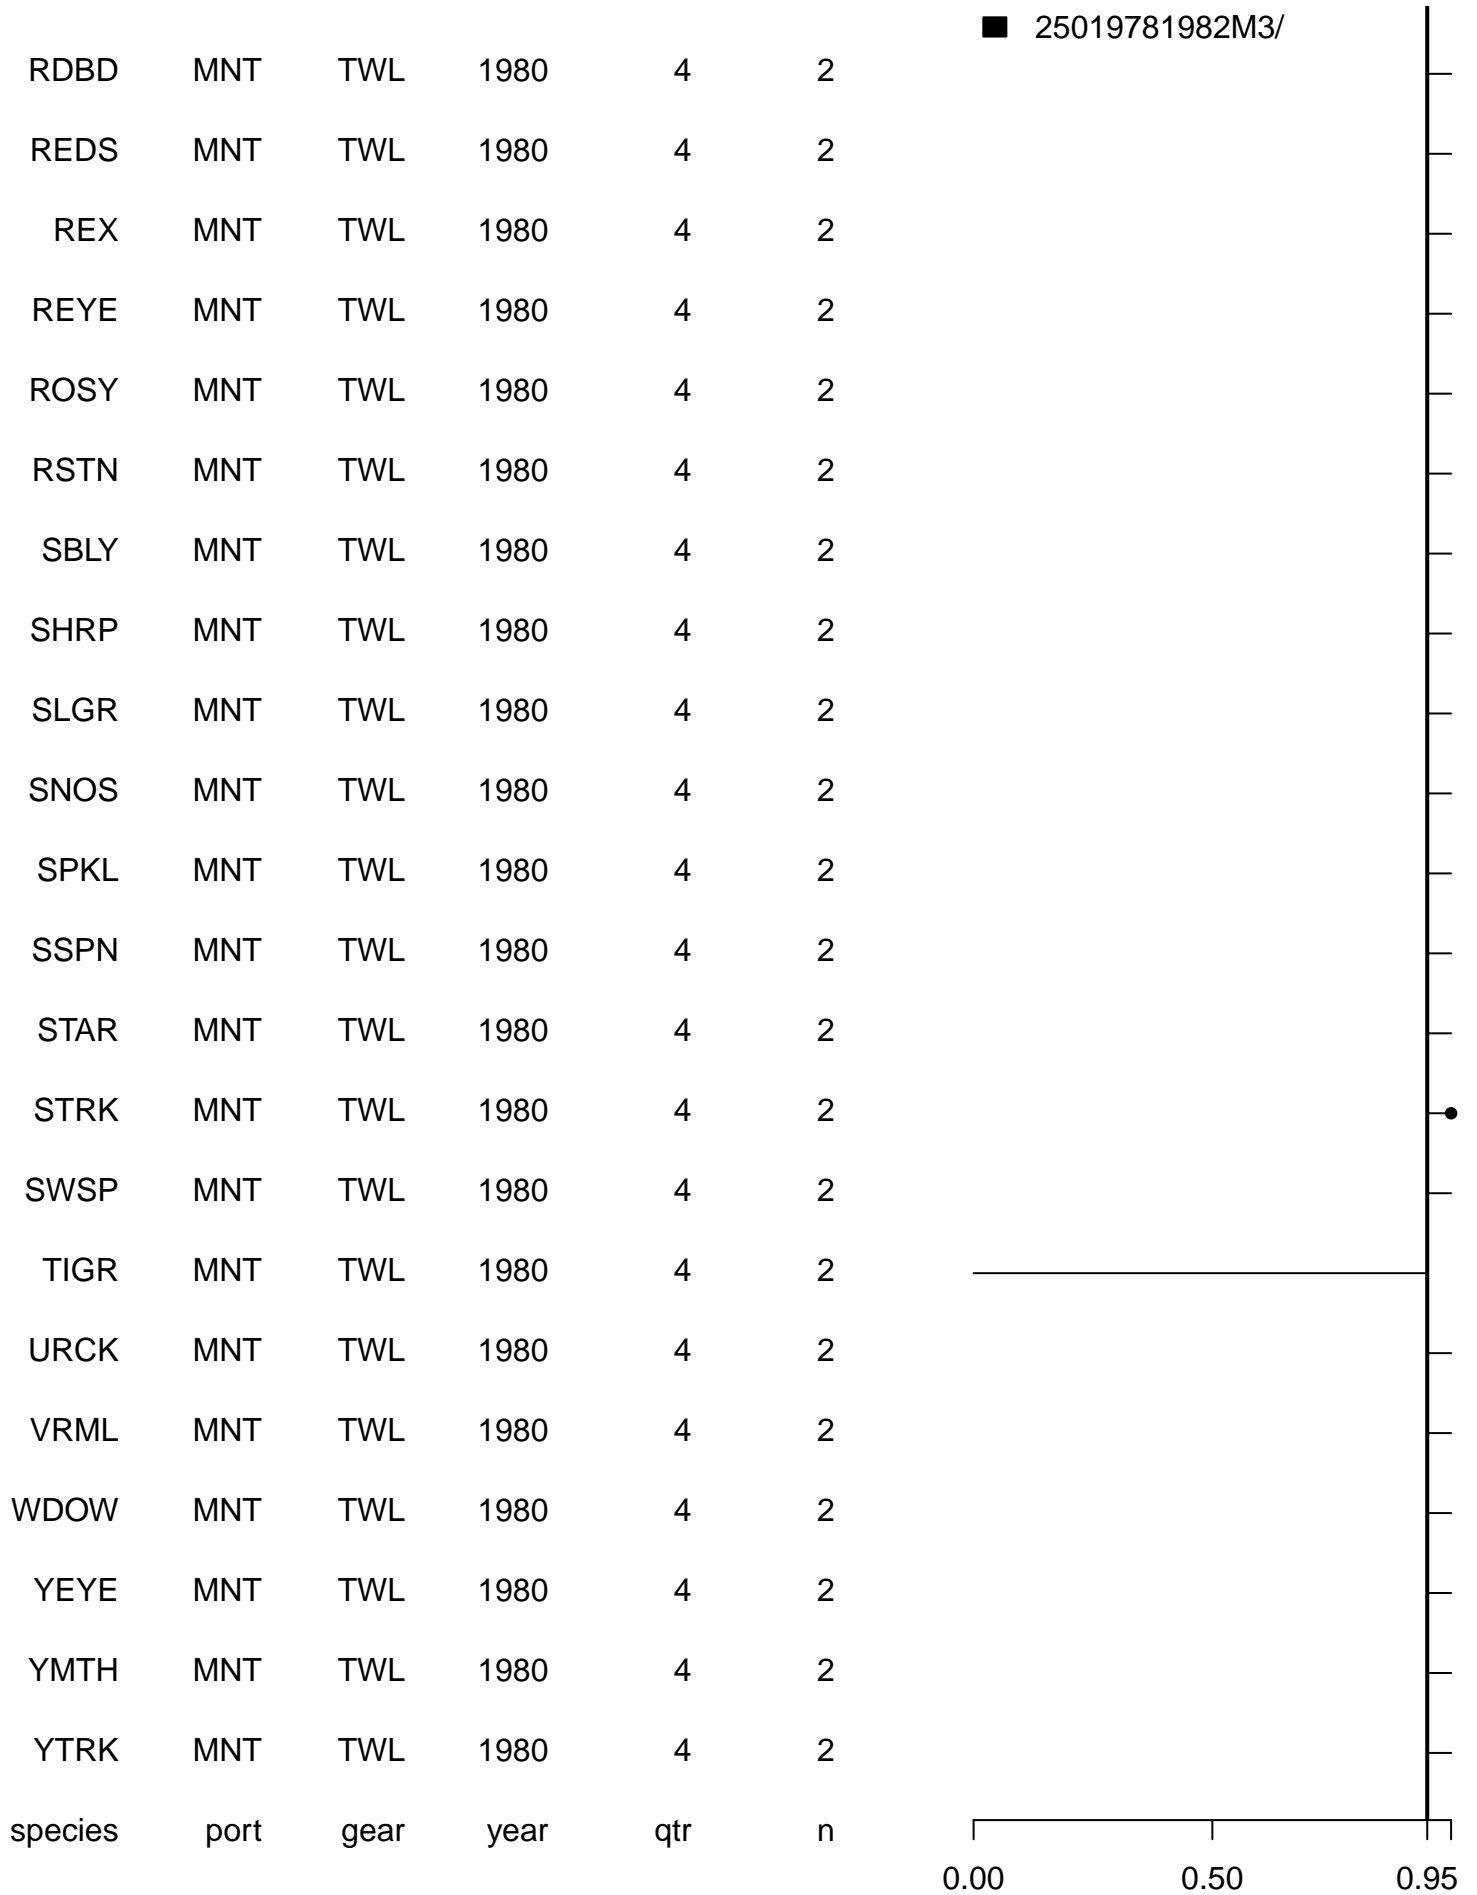 25019781982M3/
RDBD MNT TWL 1980 4 2
REDS MNT TWL 1980 4 2
REX MNT TWL 1980 4 2
REYE MNT TWL 1980 4 2
ROSY MNT TWL 1980 4 2
RSTN MNT TWL 1980 4 2
SBLY MNT TWL 1980 4 2
SHRP MNT TWL 1980 4 2
SLGR MNT TWL 1980 4 2
SNOS MNT TWL 1980 4 2
SPKL MNT TWL 1980 4 2
SSPN MNT TWL 1980 4 2
STAR MNT TWL 1980 4 2
STRK MNT TWL 1980 4 2
SWSP MNT TWL 1980 4 2
TIGR MNT TWL 1980 4 2
URCK MNT TWL 1980 4 2
VRML MNT TWL 1980 4 2
WDOW MNT TWL 1980 4 2
YEYE MNT TWL 1980 4 2
YMTH MNT TWL 1980 4 2
YTRK MNT TWL 1980 4 2
species port gear year qtr n
0.00 0.50 0.95